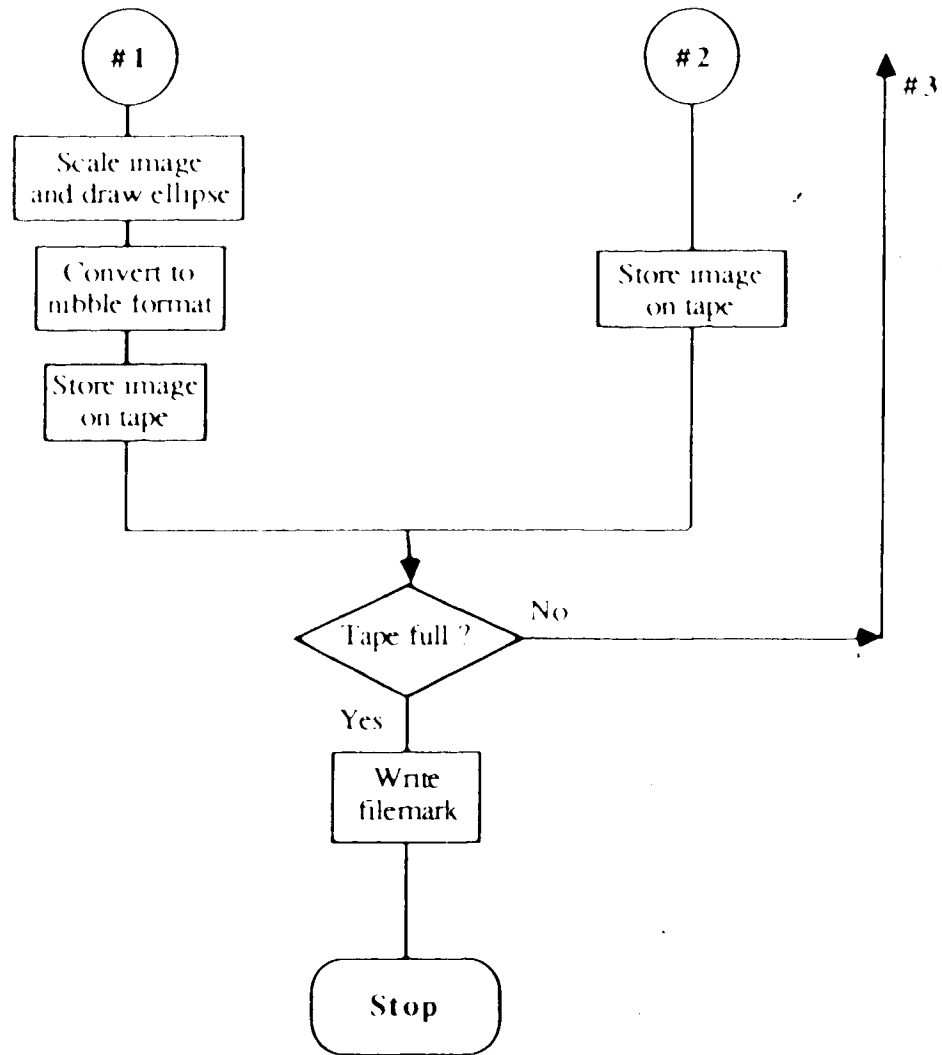 # 1
Scale image
and draw ellipse
Convert to
nibble format
Store image
on tape
# 2
Store image
on tape
# 3
Tape full ?
No
Yes
Write
filemark
Stop